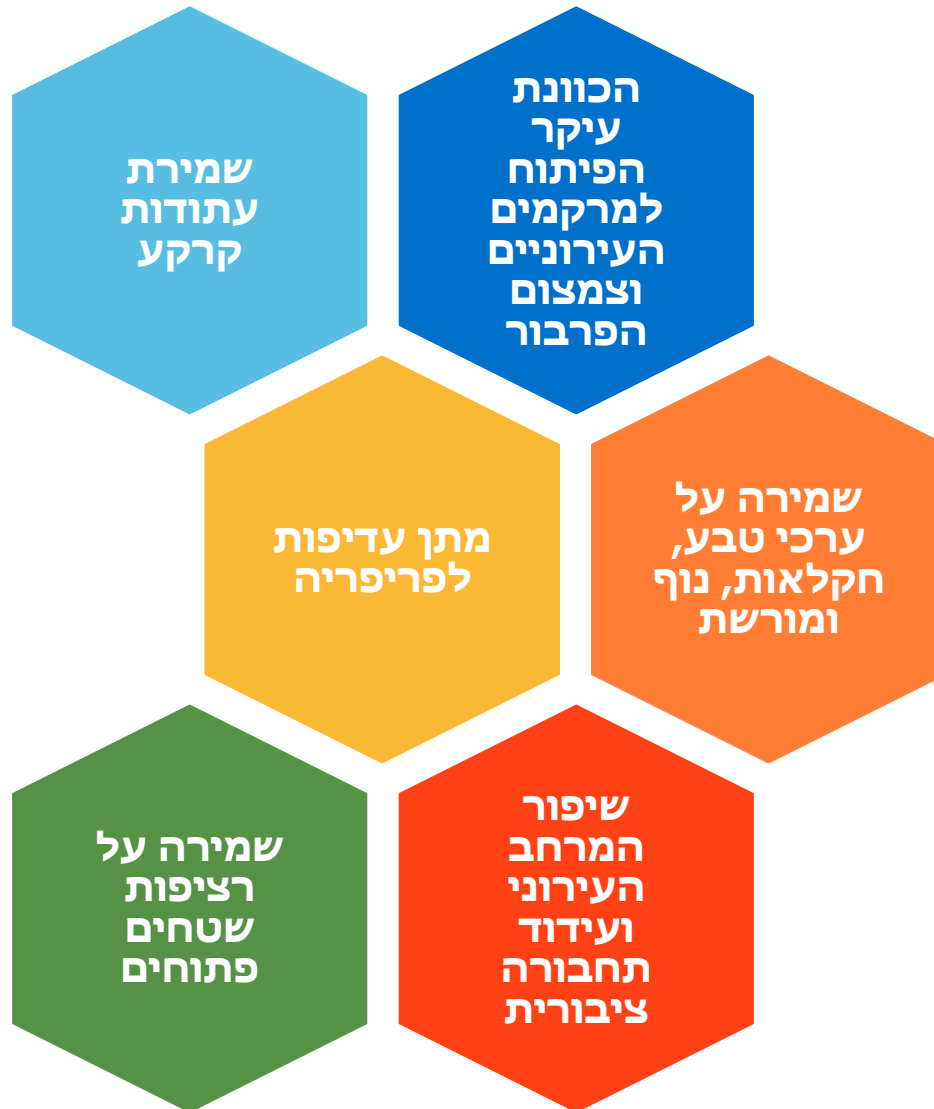 הכוונת
עיקר
הפיתוח
למרקמים
העירוניים
וצמצום
הפרבור
שמירת
עתודות
קרקע
שמירה על
ערכי טבע,
חקלאות, נוף
ומורשת
מתן עדיפות
לפריפריה
שיפור
המרחב
העירוני
ועידוד
תחבורה
ציבורית
שמירה על
רציפות
שטחים
פתוחים